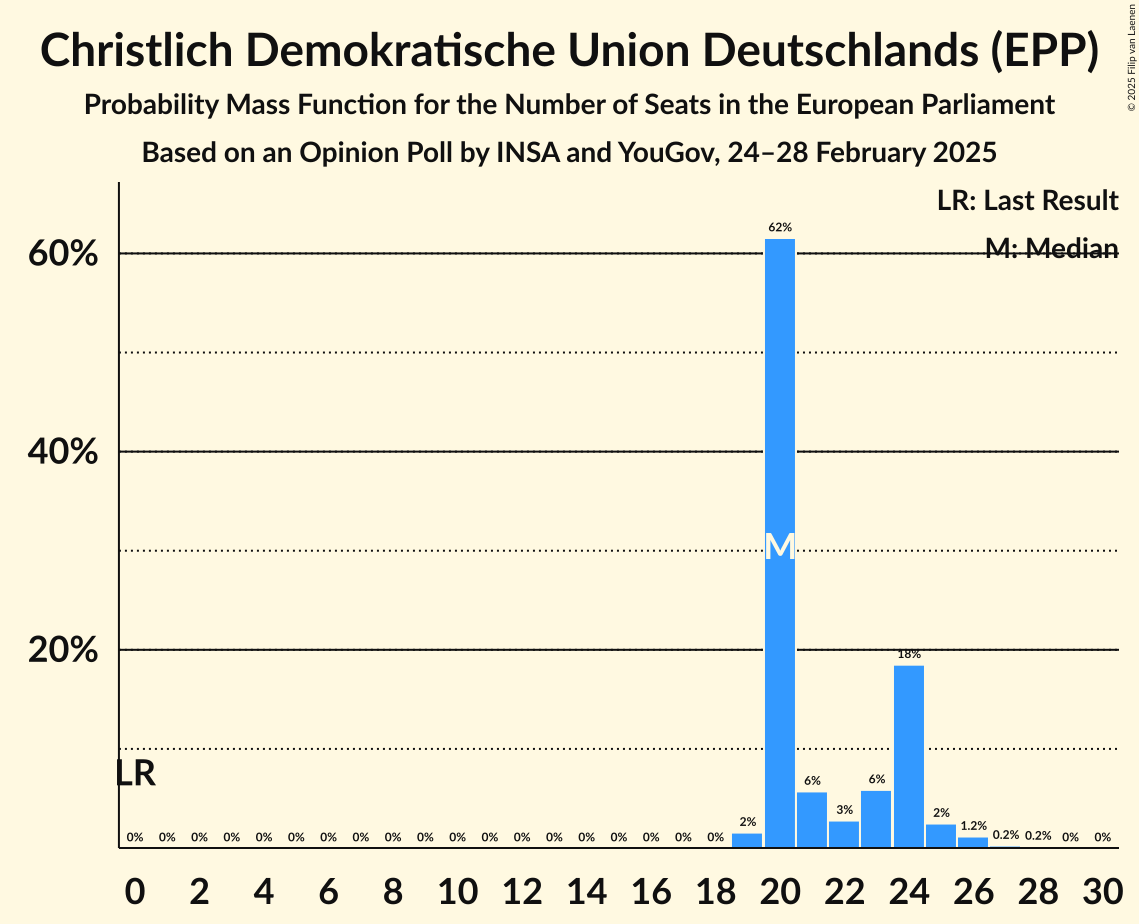 Christlich Demokratische Union Deutschlands (EPP)
Probability Mass Function for the Number of Seats in the European Parliament
Based on an Opinion Poll by INSA and YouGov, 24–28 February 2025
© 2025 Filip van Laenen
LR: Last Result
M: Median
62%
60%
40%
M
20%
18%
LR
6% 3% 6%
0% 0% 0% 0% 0% 0% 0% 0% 0% 0% 0% 0% 0% 0% 0% 0% 0% 0% 0% 2% 2% 1.2% 0.2% 0.2% 0% 0%
0 2 4 6 8 10 12 14 16 18 20 22 24 26 28 30